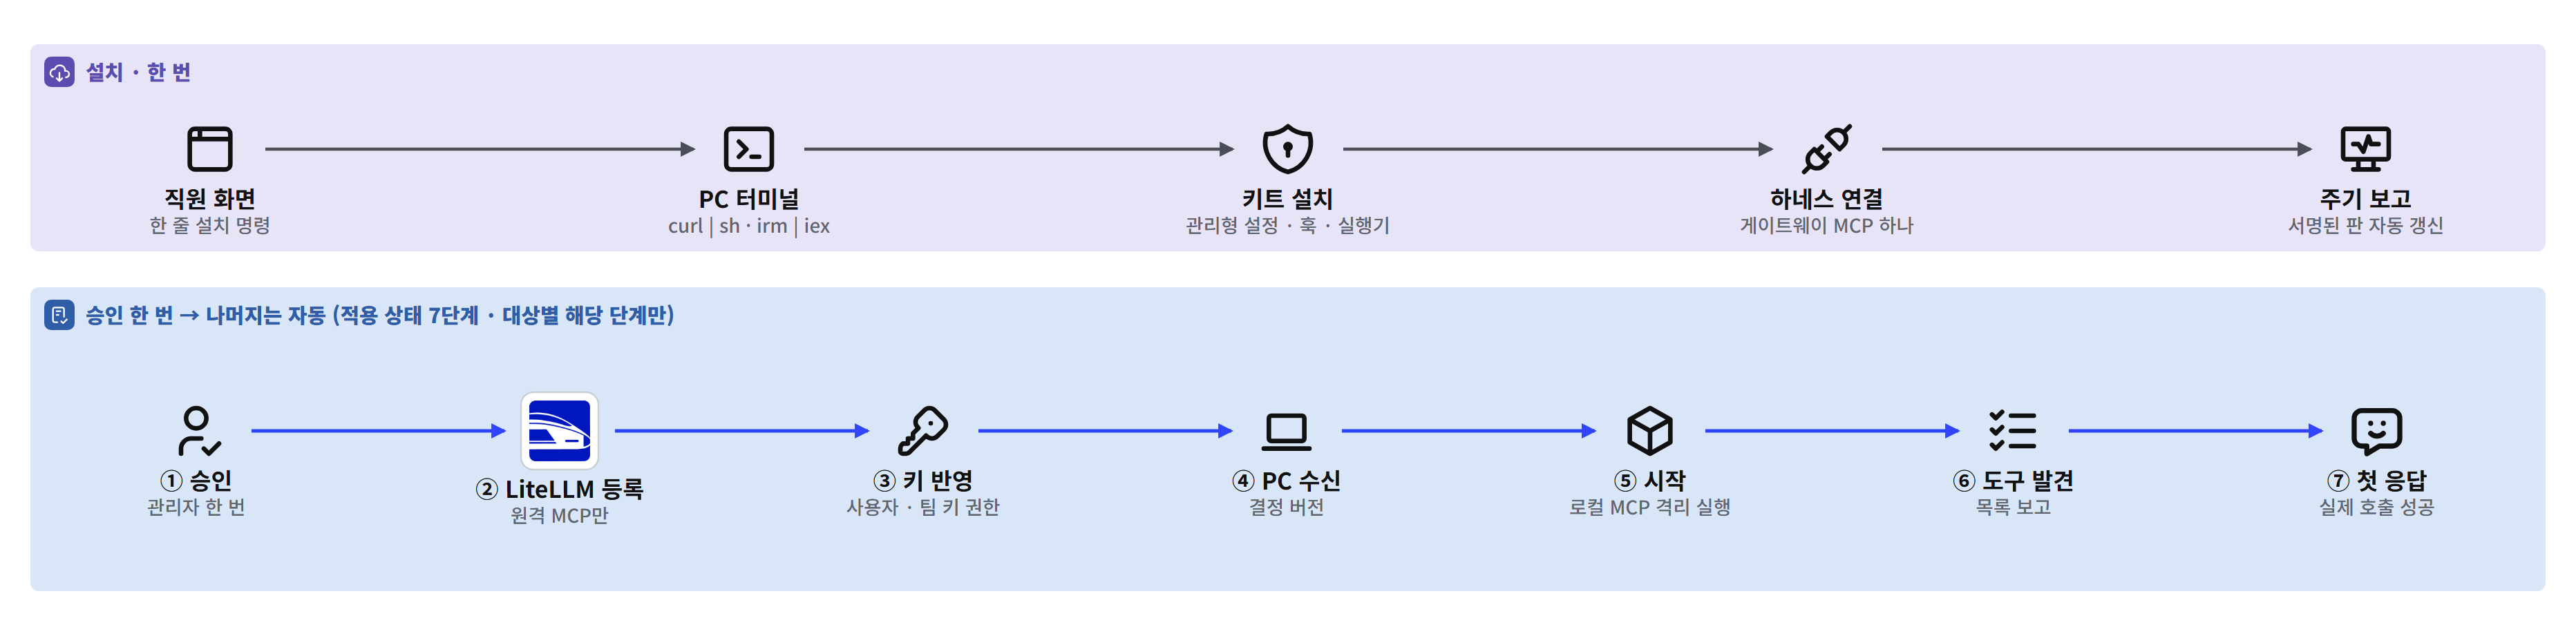 설치 · 한 번
직원 화면
한 줄 설치 명령
PC 터미널
curl | sh · irm | iex
키트 설치
관리형 설정 · 훅 · 실행기
하네스 연결
게이트웨이 MCP 하나
주기 보고
서명된 판 자동 갱신
승인 한 번 → 나머지는 자동 (적용 상태 7단계 · 대상별 해당 단계만)
① 승인
관리자 한 번
② LiteLLM 등록
원격 MCP만
③ 키 반영
사용자 · 팀 키 권한
④ PC 수신
결정 버전
⑤ 시작
로컬 MCP 격리 실행
⑥ 도구 발견
목록 보고
⑦ 첫 응답
실제 호출 성공